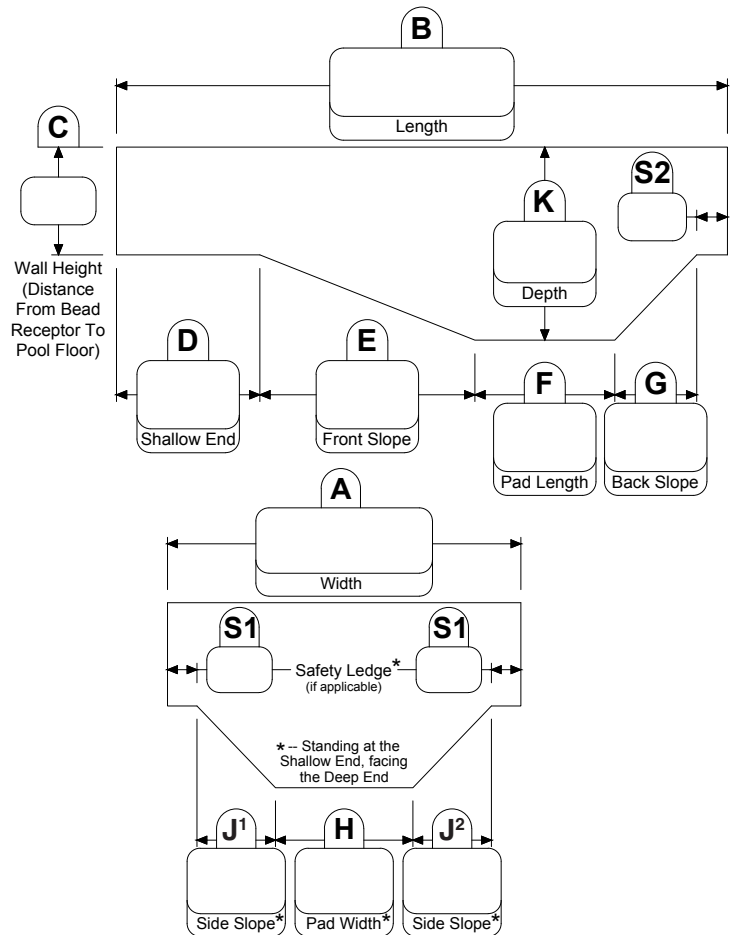 B
Length
C
K
S2
Depth
Wall Height
(Distance
From Bead
Receptor To
Pool Floor)
D
E
F
G
Shallow End
Front Slope
Pad Length
Back Slope
A
Width
S1
S1
Safety Ledge*
(if applicable)
* -- Standing at the
Shallow End, facing
the Deep End
J¹
H
J²
Side Slope*
Pad Width*
Side Slope*